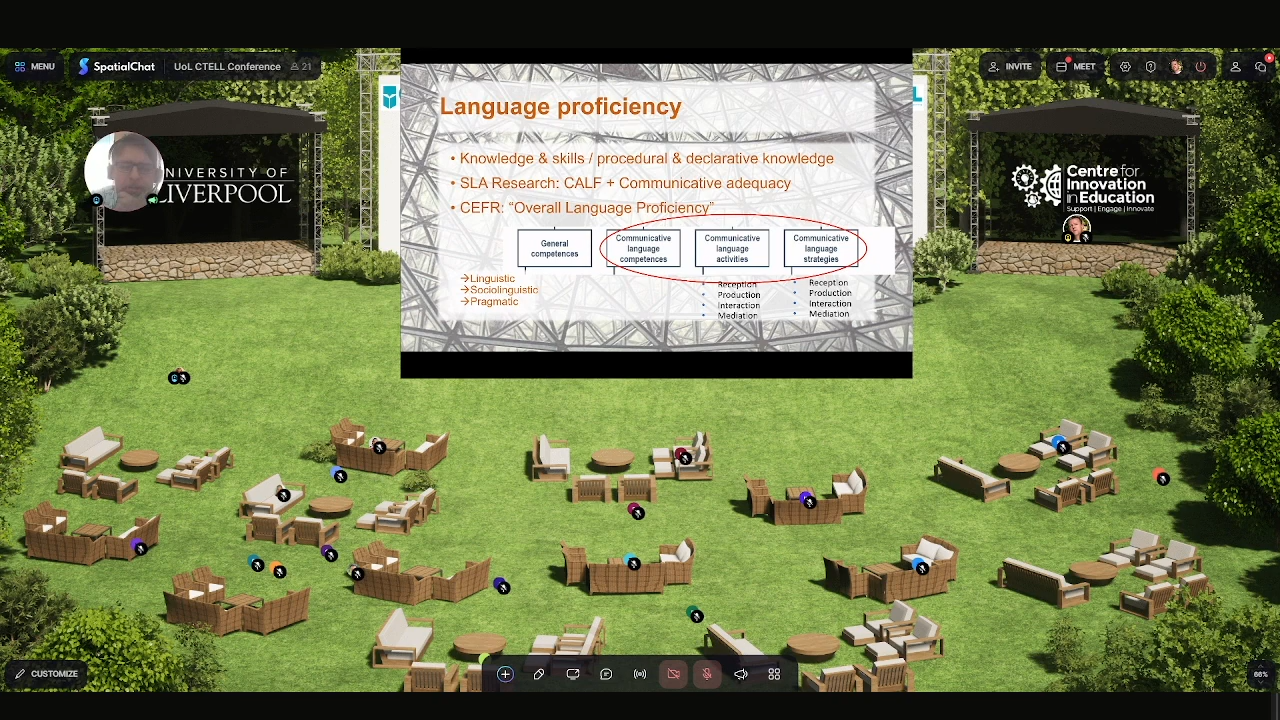 MENU
SpatialChat
UoL CTELL Conference
21
INVITE
MEET
Language proficiency
• Knowledge & skills / procedural & declarative knowledge
• SLA Research: CALF + Communicative adequacy
• CEFR: “Overall Language Proficiency”
General
competences
Communicative
language
competences
Communicative
language
activities
Communicative
language
strategies
→Linguistic
→Sociolinguistic
→Pragmatic
• Reception
• Production
• Interaction
• Mediation
• Reception
• Production
• Interaction
• Mediation
NIVERSITY OF
LIVERPOOL
Centre for
Innovation
in Education
Support | Engage | Innovate
CUSTOMIZE
66%